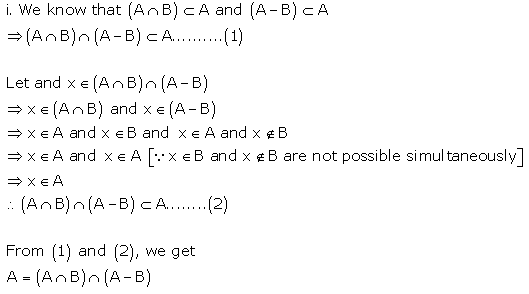 i. We know that (A∩B)⊂A and (A−B)⊂A
⇒(A∩B)∩(A−B)⊂A..........(1)
Let and x∈(A∩B)∩(A−B)
⇒x∈(A∩B) and x∈(A−B)
⇒x∈A and x∈B and x∈A and x∉B
⇒x∈A and x∈A [∵x∈B and x∉B are not possible simultaneously]
⇒x∈A
∴ (A∩B)∩(A−B)⊂A........(2)
From (1) and (2), we get
A=(A∩B)∩(A−B)